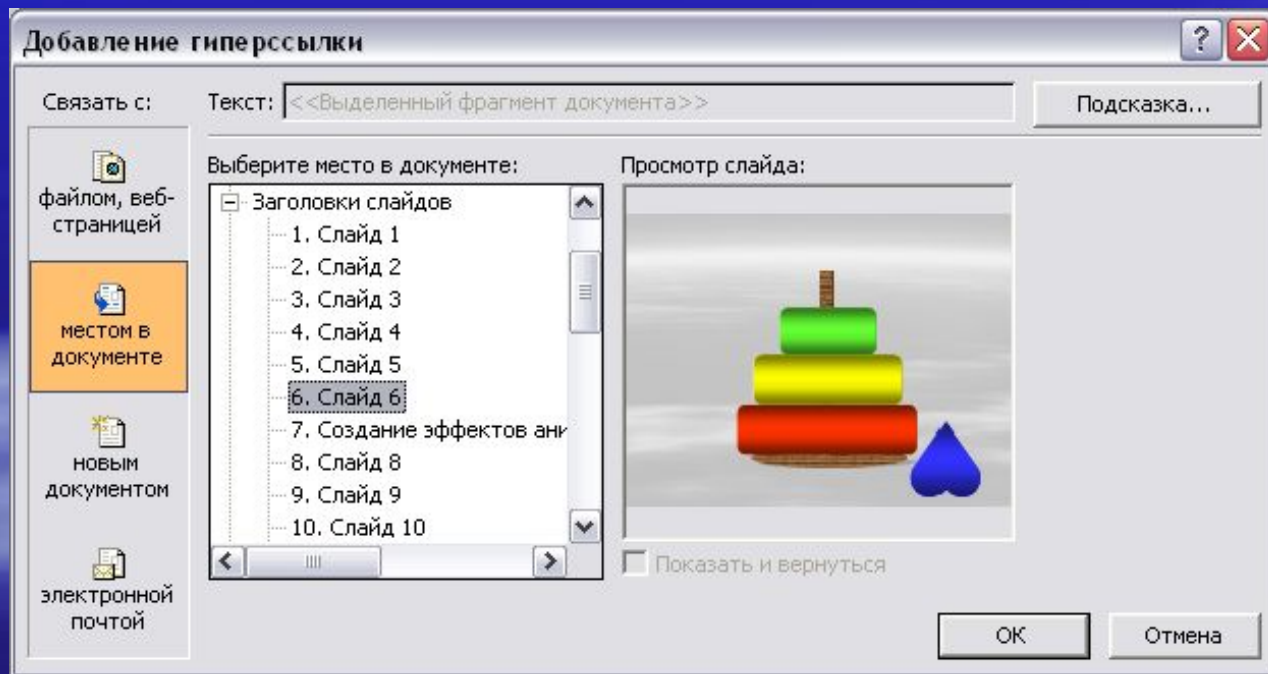 Добавление гиперссылки
Связать с:
Текст: <<Выделенный фрагмент документа>>
Подсказка...
файлом, веб-
страницей
местом в
документе
новым
документом
электронной
почтой
Выберите место в документе:
Заголовки слайдов
1. Слайд 1
2. Слайд 2
3. Слайд 3
4. Слайд 4
5. Слайд 5
6. Слайд 6
7. Создание эффектов ани
8. Слайд 8
9. Слайд 9
10. Слайд 10
Просмотр слайда:
Показать и вернуться
ОК
Отмена